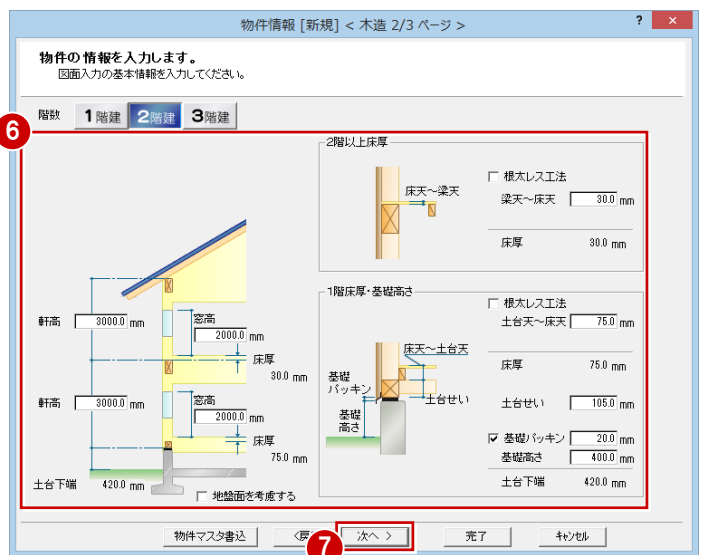 物件情報 [新規] < 木造 2/3 ページ >
? ×
物件の情報を入力します。
図面入力の基本情報を入力してください。
階数 1階建 2階建 3階建
6
2階以上床厚
床天～梁天
根太レス工法
梁天～床天 30.0 mm
床厚 30.0 mm
軒高 3000.0 mm
窓高
2000.0 mm
床厚
30.0 mm
軒高 3000.0 mm
窓高
2000.0 mm
床厚
75.0 mm
土台下端 420.0 mm
地盤面を考慮する
1階床厚・基礎高さ
床天～土台天
基礎
パッキン
土台せい
基礎
高さ
根太レス工法
土台天～床天 75.0 mm
床厚 75.0 mm
土台せい 105.0 mm
基礎パッキン 20.0 mm
基礎高さ 400.0 mm
土台下端 420.0 mm
物件マスタ書込 <戻 7 次へ > 完了 キャンセル